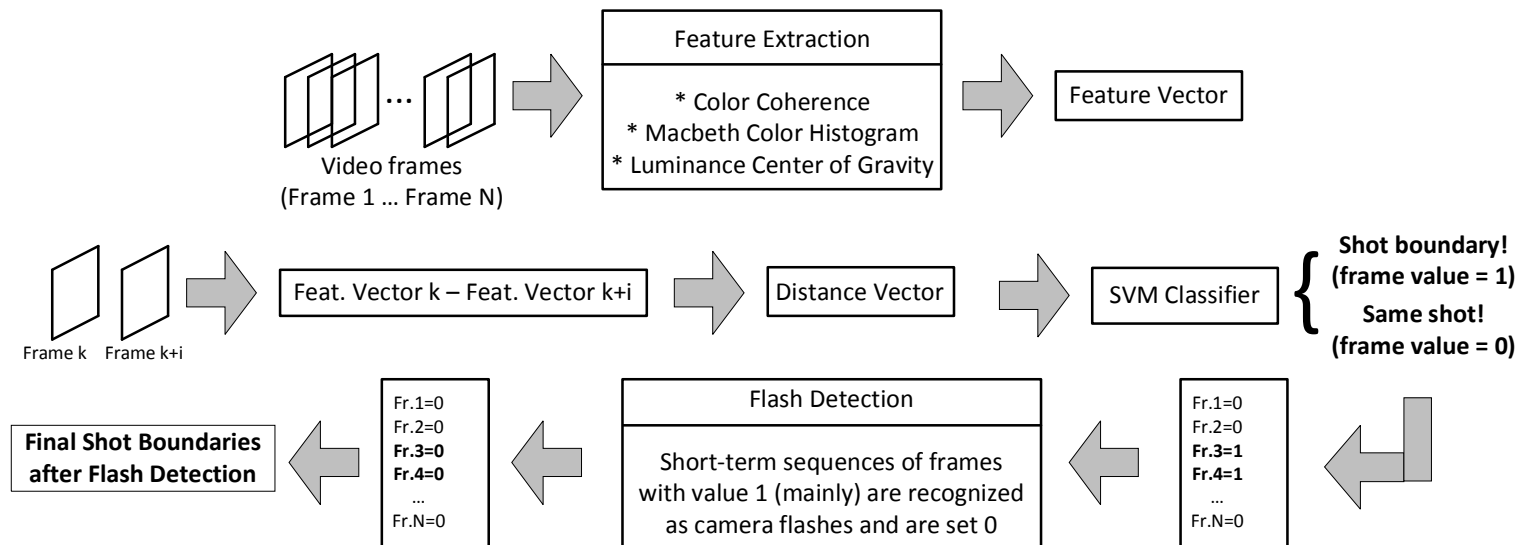 Feature Extraction
* Color Coherence
* Macbeth Color Histogram
* Luminance Center of Gravity
...
Video frames
(Frame 1 … Frame N)
Feature Vector
Frame k
Frame k+i
Feat. Vector k – Feat. Vector k+i
Distance Vector
SVM Classifier
{
Shot boundary!
(frame value = 1)
Same shot!
(frame value = 0)
Final Shot Boundaries
after Flash Detection
Fr.1=0
Fr.2=0
Fr.3=0
Fr.4=0
…
Fr.N=0
Flash Detection
Short-term sequences of frames
with value 1 (mainly) are recognized
as camera flashes and are set 0
Fr.1=0
Fr.2=0
Fr.3=1
Fr.4=1
…
Fr.N=0